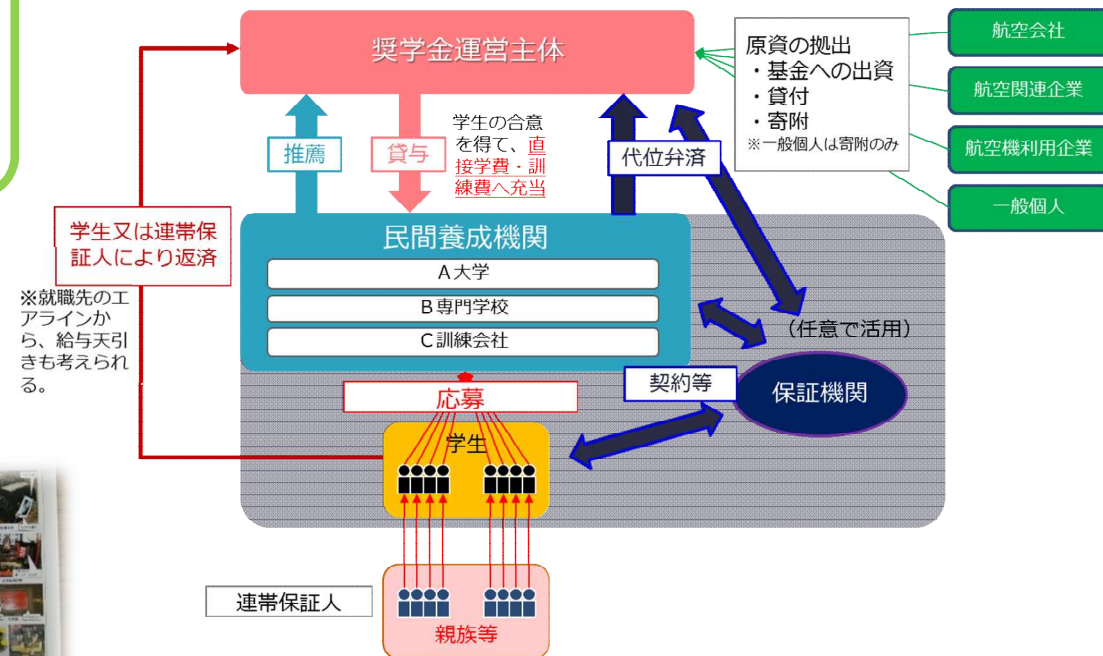 奨学金運営主体
原資の拠出
・基金への出資
・貸付
・寄附
※一般個人は寄附のみ
航空会社
航空関連企業
航空機利用企業
一般個人
推薦
貸与
学生の合意
を得て、直
接学費・訓
練費へ充当
代位弁済
学生又は連帯保
証人により返済
※就職先のエ
アラインか
ら、給与天引
きも考えられ
る。
民間養成機関
A大学
B専門学校
C訓練会社
（任意で活用）
保証機関
契約等
応募
学生
連帯保証人
親族等